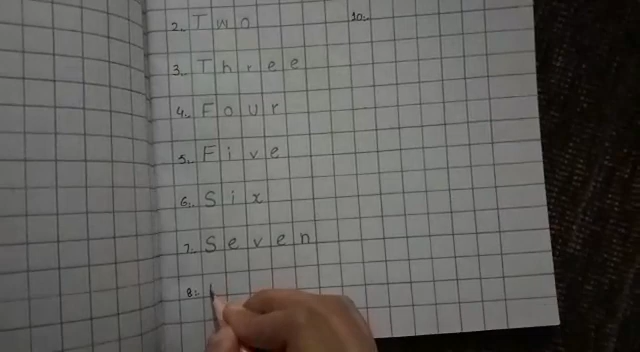 2. Two
10.
3. Three
4. Four
5. Five
6. Six
7. Seven
8.